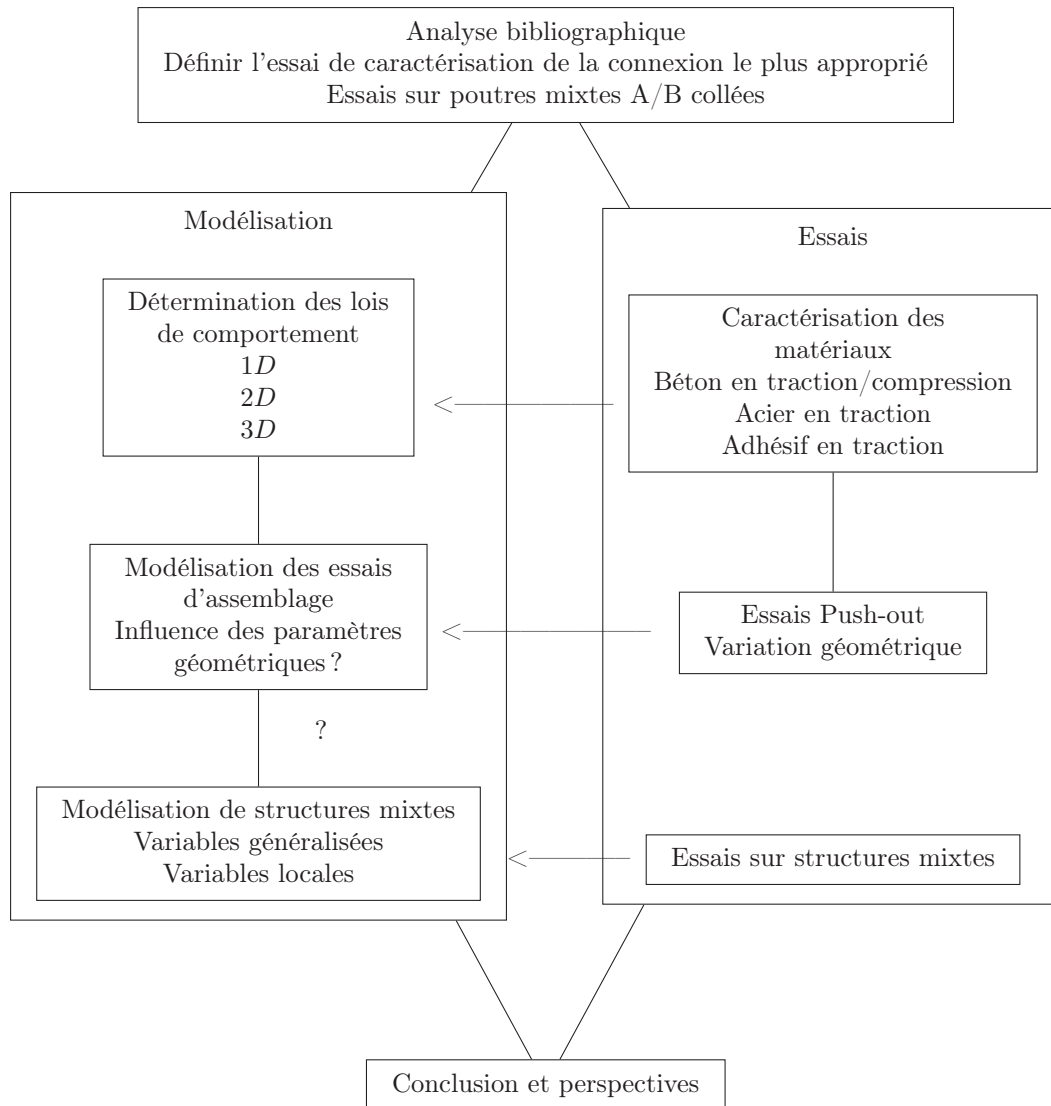 Analyse bibliographique
Définir l'essai de caractérisation de la connexion le plus approprié
Essais sur poutres mixtes A/B collées
Modélisation
Détermination des lois
de comportement
1D
2D
3D
Modélisation des essais
d'assemblage
Influence des paramètres
géométriques ?
?
Modélisation de structures mixtes
Variables généralisées
Variables locales
Essais
Caractérisation des
matériaux
Béton en traction/compression
Acier en traction
Adhésif en traction
Essais Push-out
Variation géométrique
Essais sur structures mixtes
Conclusion et perspectives